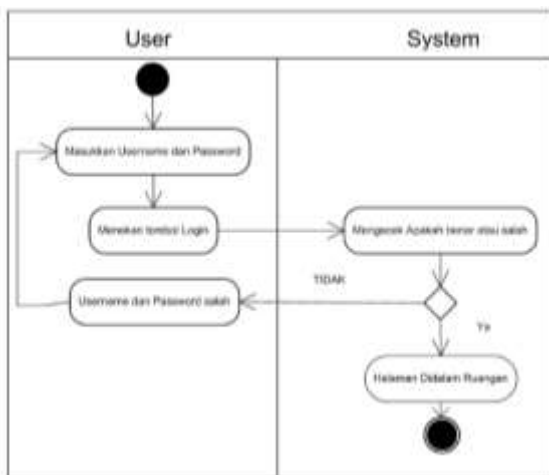 User
System
Masukkan Username dan Password
Menekan tombol Login
Mengecek Apakah benar atau salah
TIDAK
Username dan Password salah
Ya
Halaman Didalam Ruangan